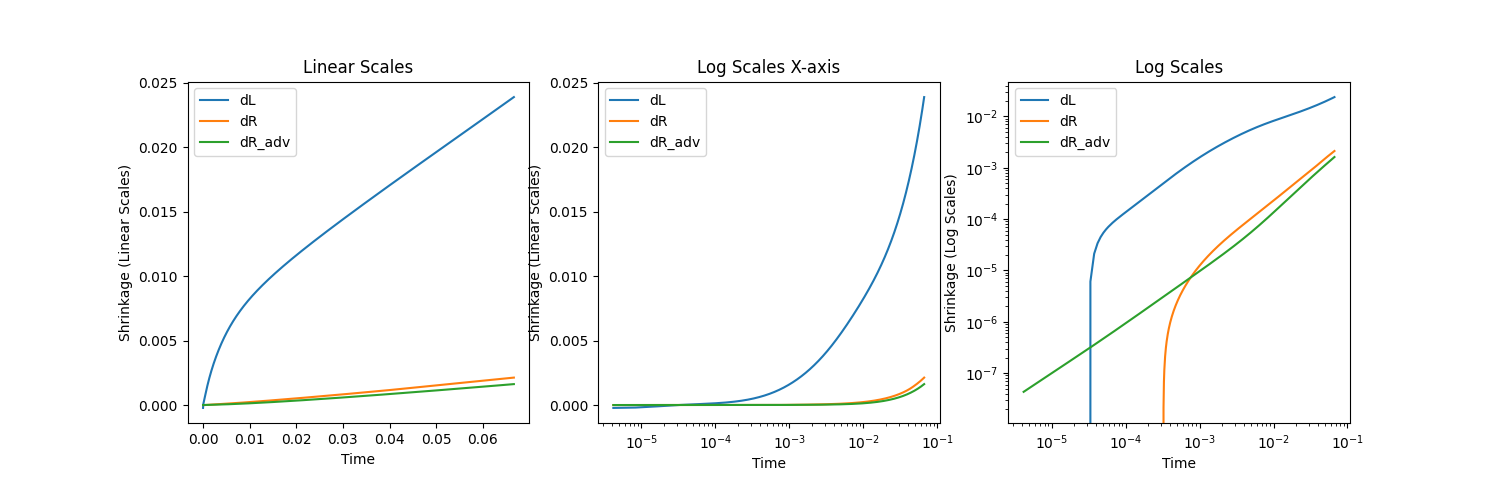 Linear Scales
Shrinkage (Linear Scales)
0.025
0.020
0.015
0.010
0.005
0.000
dL
dR
dR_adv
0.00 0.01 0.02 0.03 0.04 0.05 0.06
Time
Log Scales X-axis
Shrinkage (Linear Scales)
0.025
0.020
0.015
0.010
0.005
0.000
dL
dR
dR_adv
10⁻⁵ 10⁻⁴ 10⁻³ 10⁻² 10⁻¹
Time
Log Scales
Shrinkage (Log Scales)
10⁻²
10⁻³
10⁻⁴
10⁻⁵
10⁻⁶
10⁻⁷
dL
dR
dR_adv
10⁻⁵ 10⁻⁴ 10⁻³ 10⁻² 10⁻¹
Time